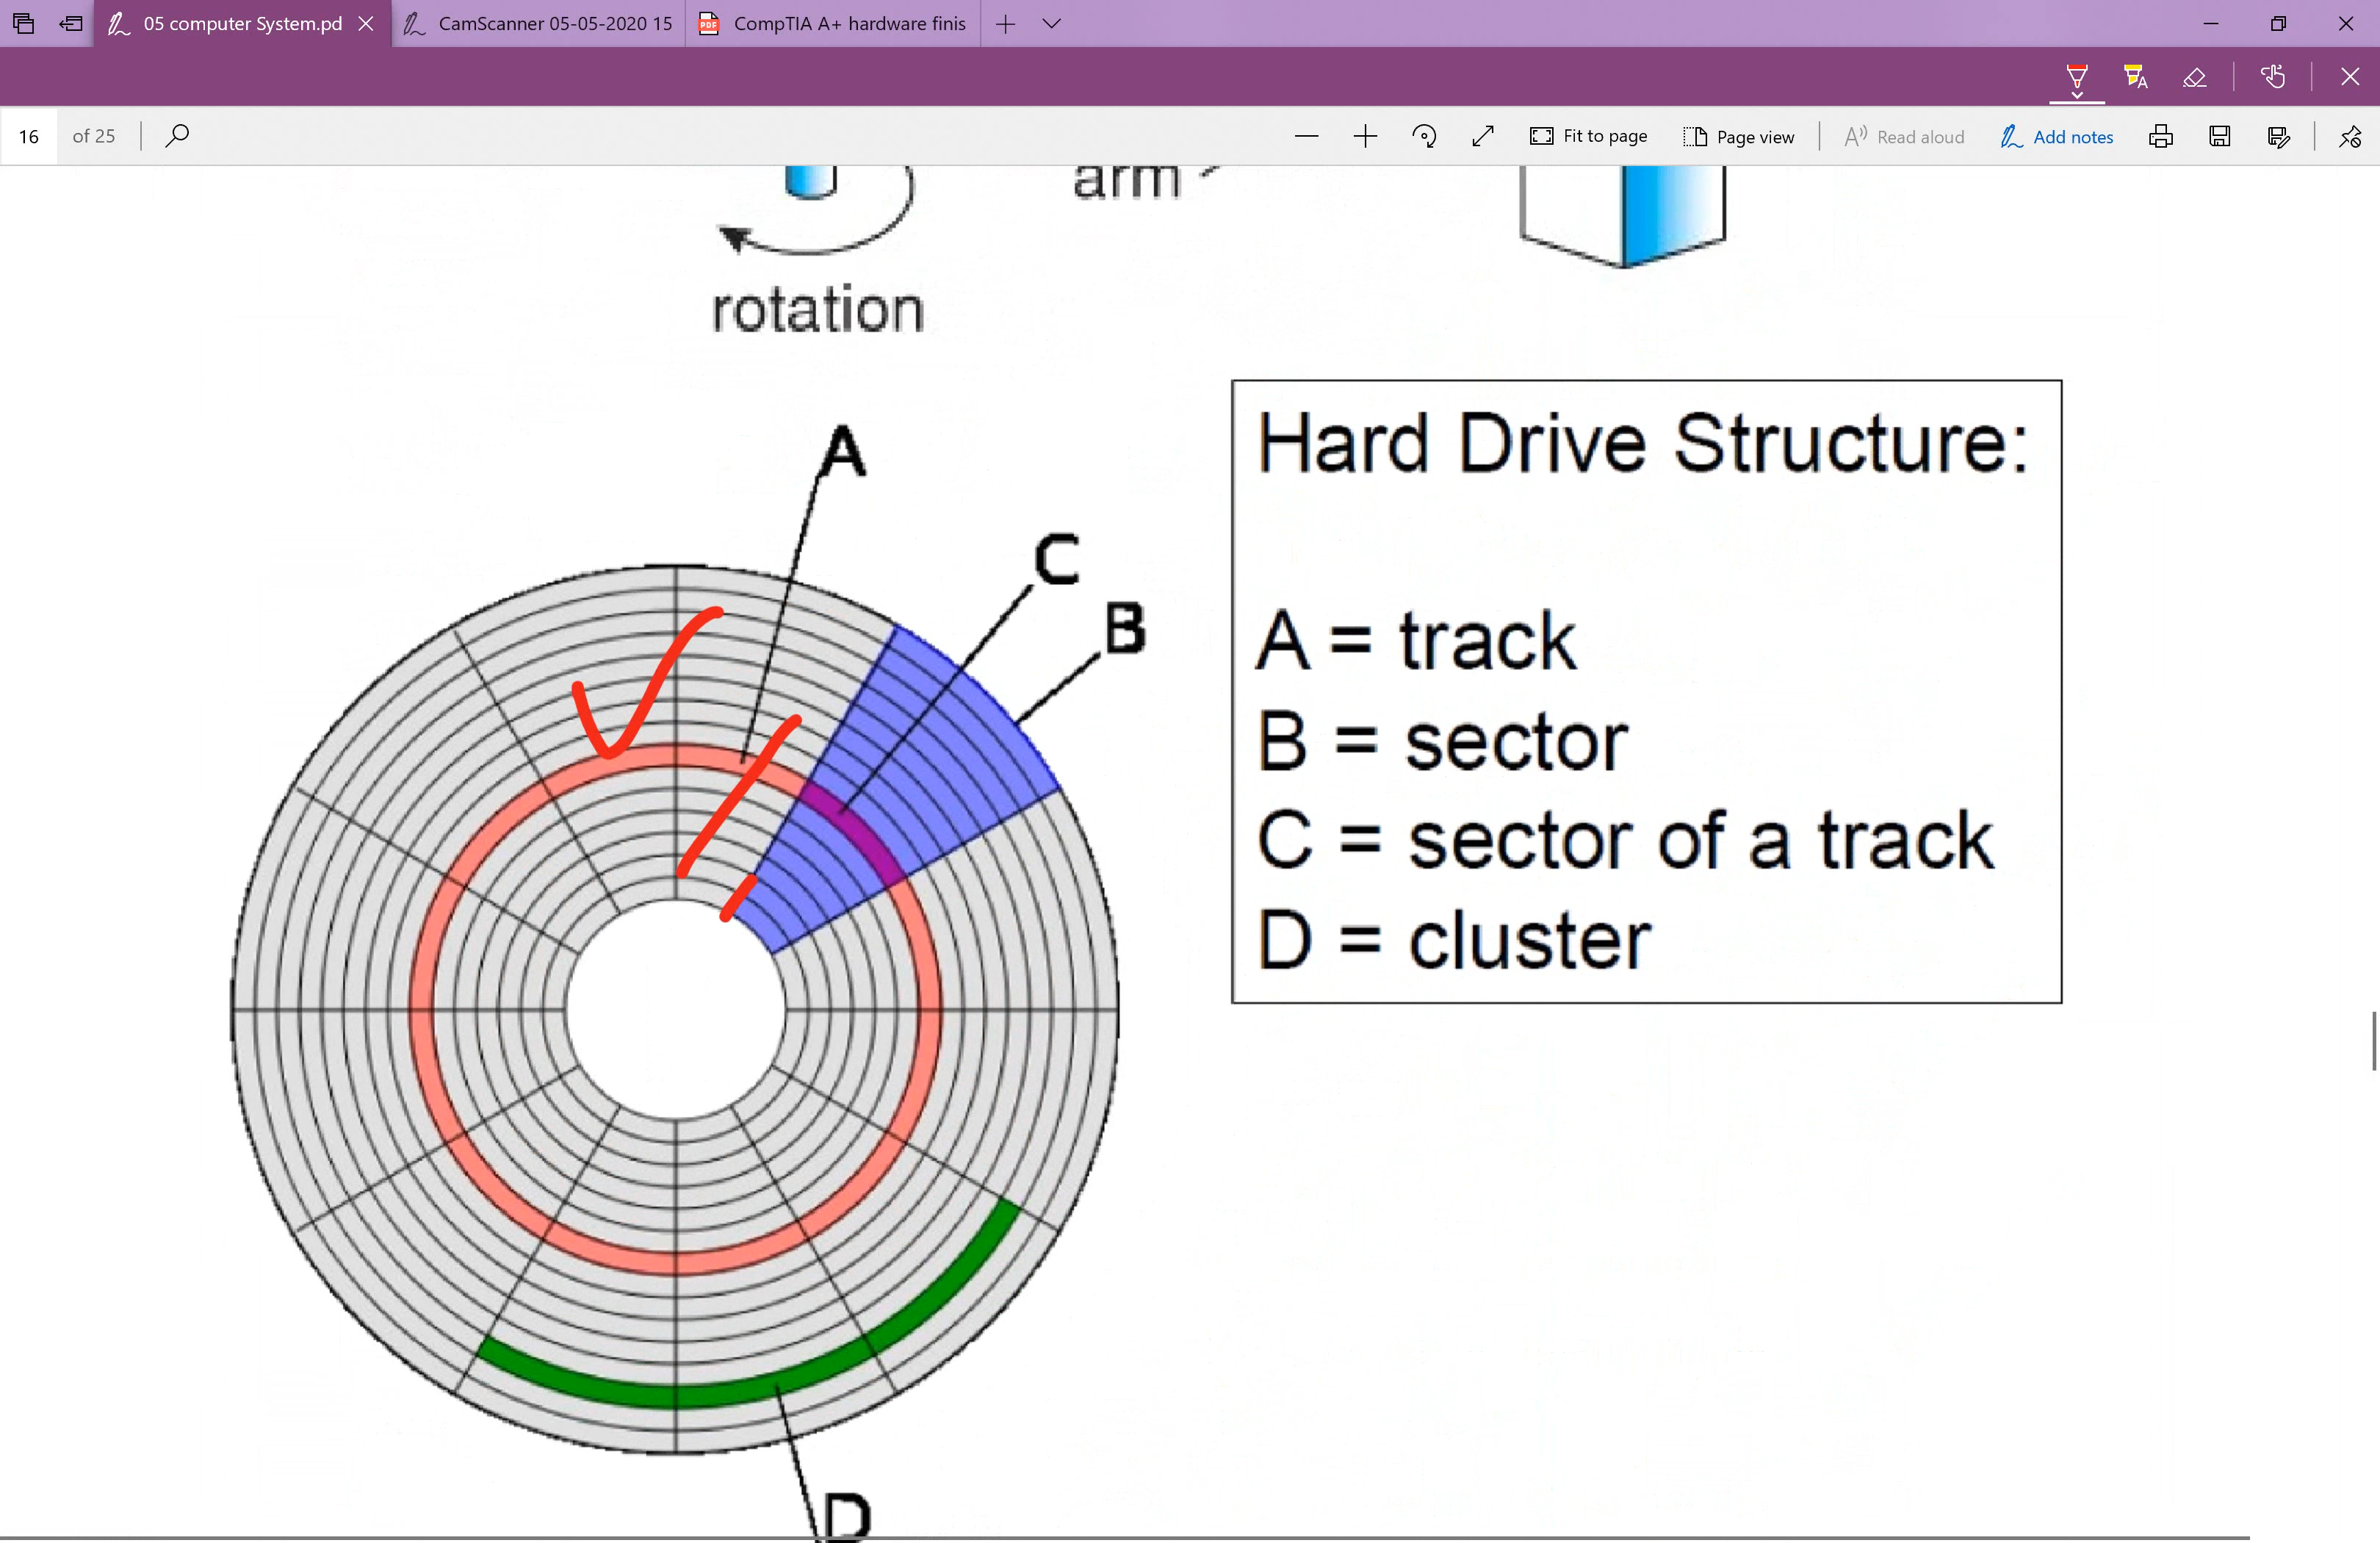 05 computer System.pd
CamScanner 05-05-2020 15
PDF
CompTIA A+ hardware finis
A
16 of 25
Fit to page
Page view
Read aloud
Add notes
arm
rotation
A
C
B
D
Hard Drive Structure:
A = track
B = sector
C = sector of a track
D = cluster